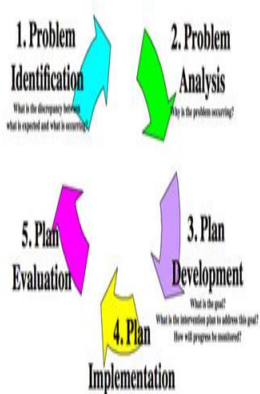 1. Problem
Identification
What is the discrepancy between
what is expected and what is occurring?
2. Problem
Analysis
Why is the problem occurring?
3. Plan
Development
What is the goal?
What is the intervention plan to address this goal?
How will progress be monitored?
4. Plan
Implementation
5. Plan
Evaluation